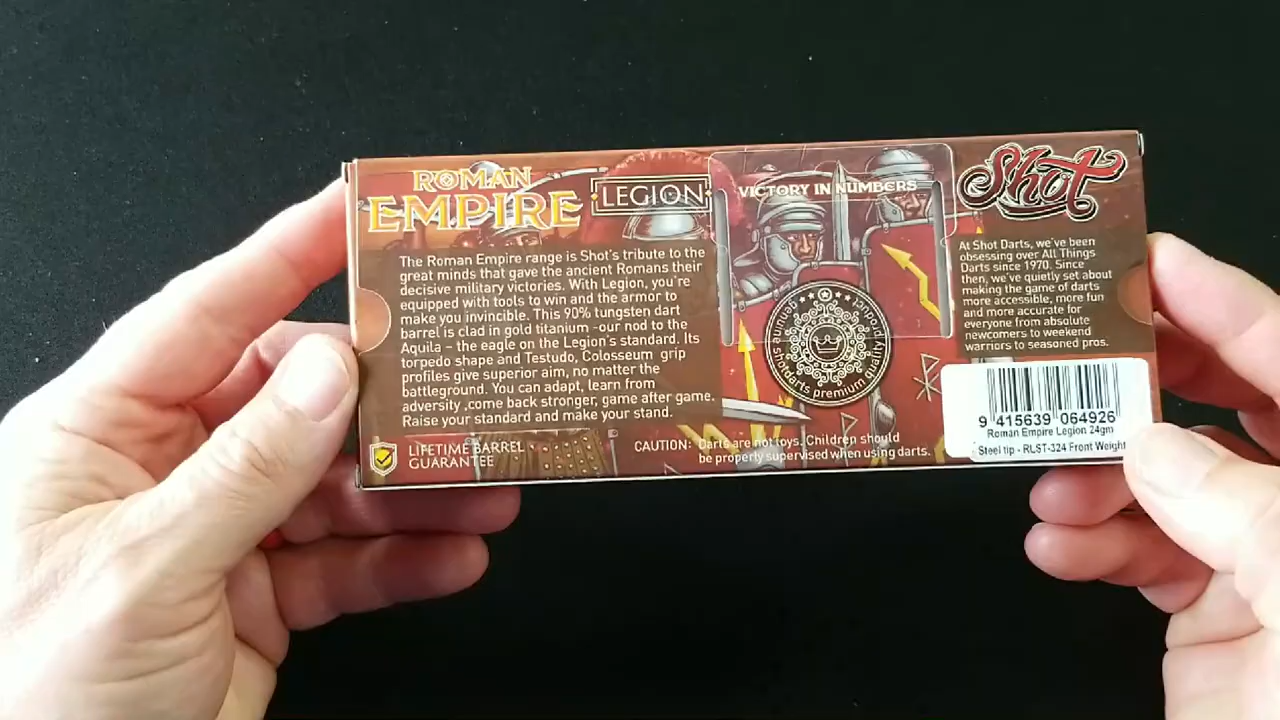 ROMAN
EMPIRE
LEGION
The Roman Empire range is Shot's tribute to the
great minds that gave the ancient Romans their
decisive military victories. With Legion, you're
equipped with tools to win and the armor to
make you invincible. This 90% tungsten dart
barrel is clad in gold titanium -our nod to the
Aquila – the eagle on the Legion's standard. Its
torpedo shape and Testudo, Colosseum grip
profiles give superior aim, no matter the
battleground. You can adapt, learn from
adversity ,come back stronger, game after game.
Raise your standard and make your stand.
LIFETIME BARREL
GUARANTEE
VICTORY IN NUMBERS
genuine shotdarts premium quality product
CAUTION: Darts are not toys. Children should
be properly supervised when using darts.
Shot
At Shot Darts, we've been
obsessing over All Things
Darts since 1970. Since
then, we've quietly set about
making the game of darts
more accessible, more fun
and more accurate for
everyone from absolute
newcomers to weekend
warriors to seasoned pros.
9 415639 064926
Roman Empire Legion 24gm
Steel tip - RLST-324 Front Weight